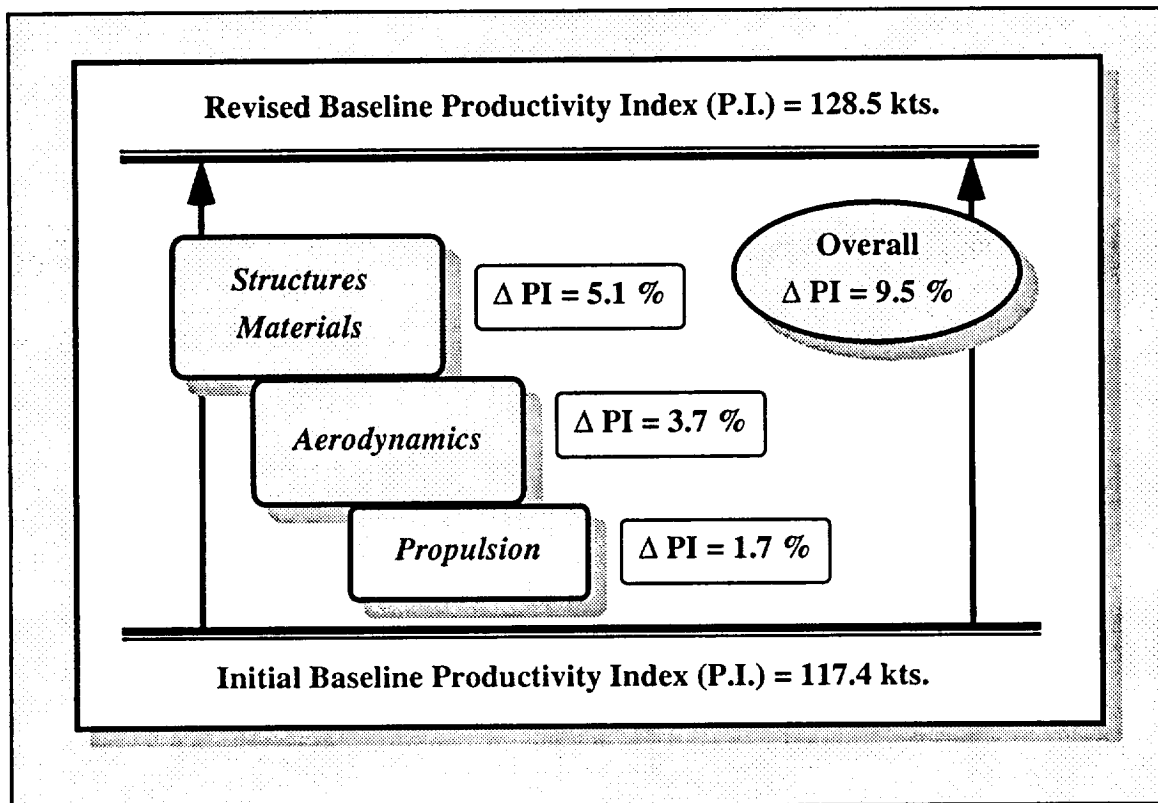 Revised Baseline Productivity Index (P.I.) = 128.5 kts.
Structures
Materials
Δ PI = 5.1 %
Overall
Δ PI = 9.5 %
Aerodynamics
Δ PI = 3.7 %
Propulsion
Δ PI = 1.7 %
Initial Baseline Productivity Index (P.I.) = 117.4 kts.